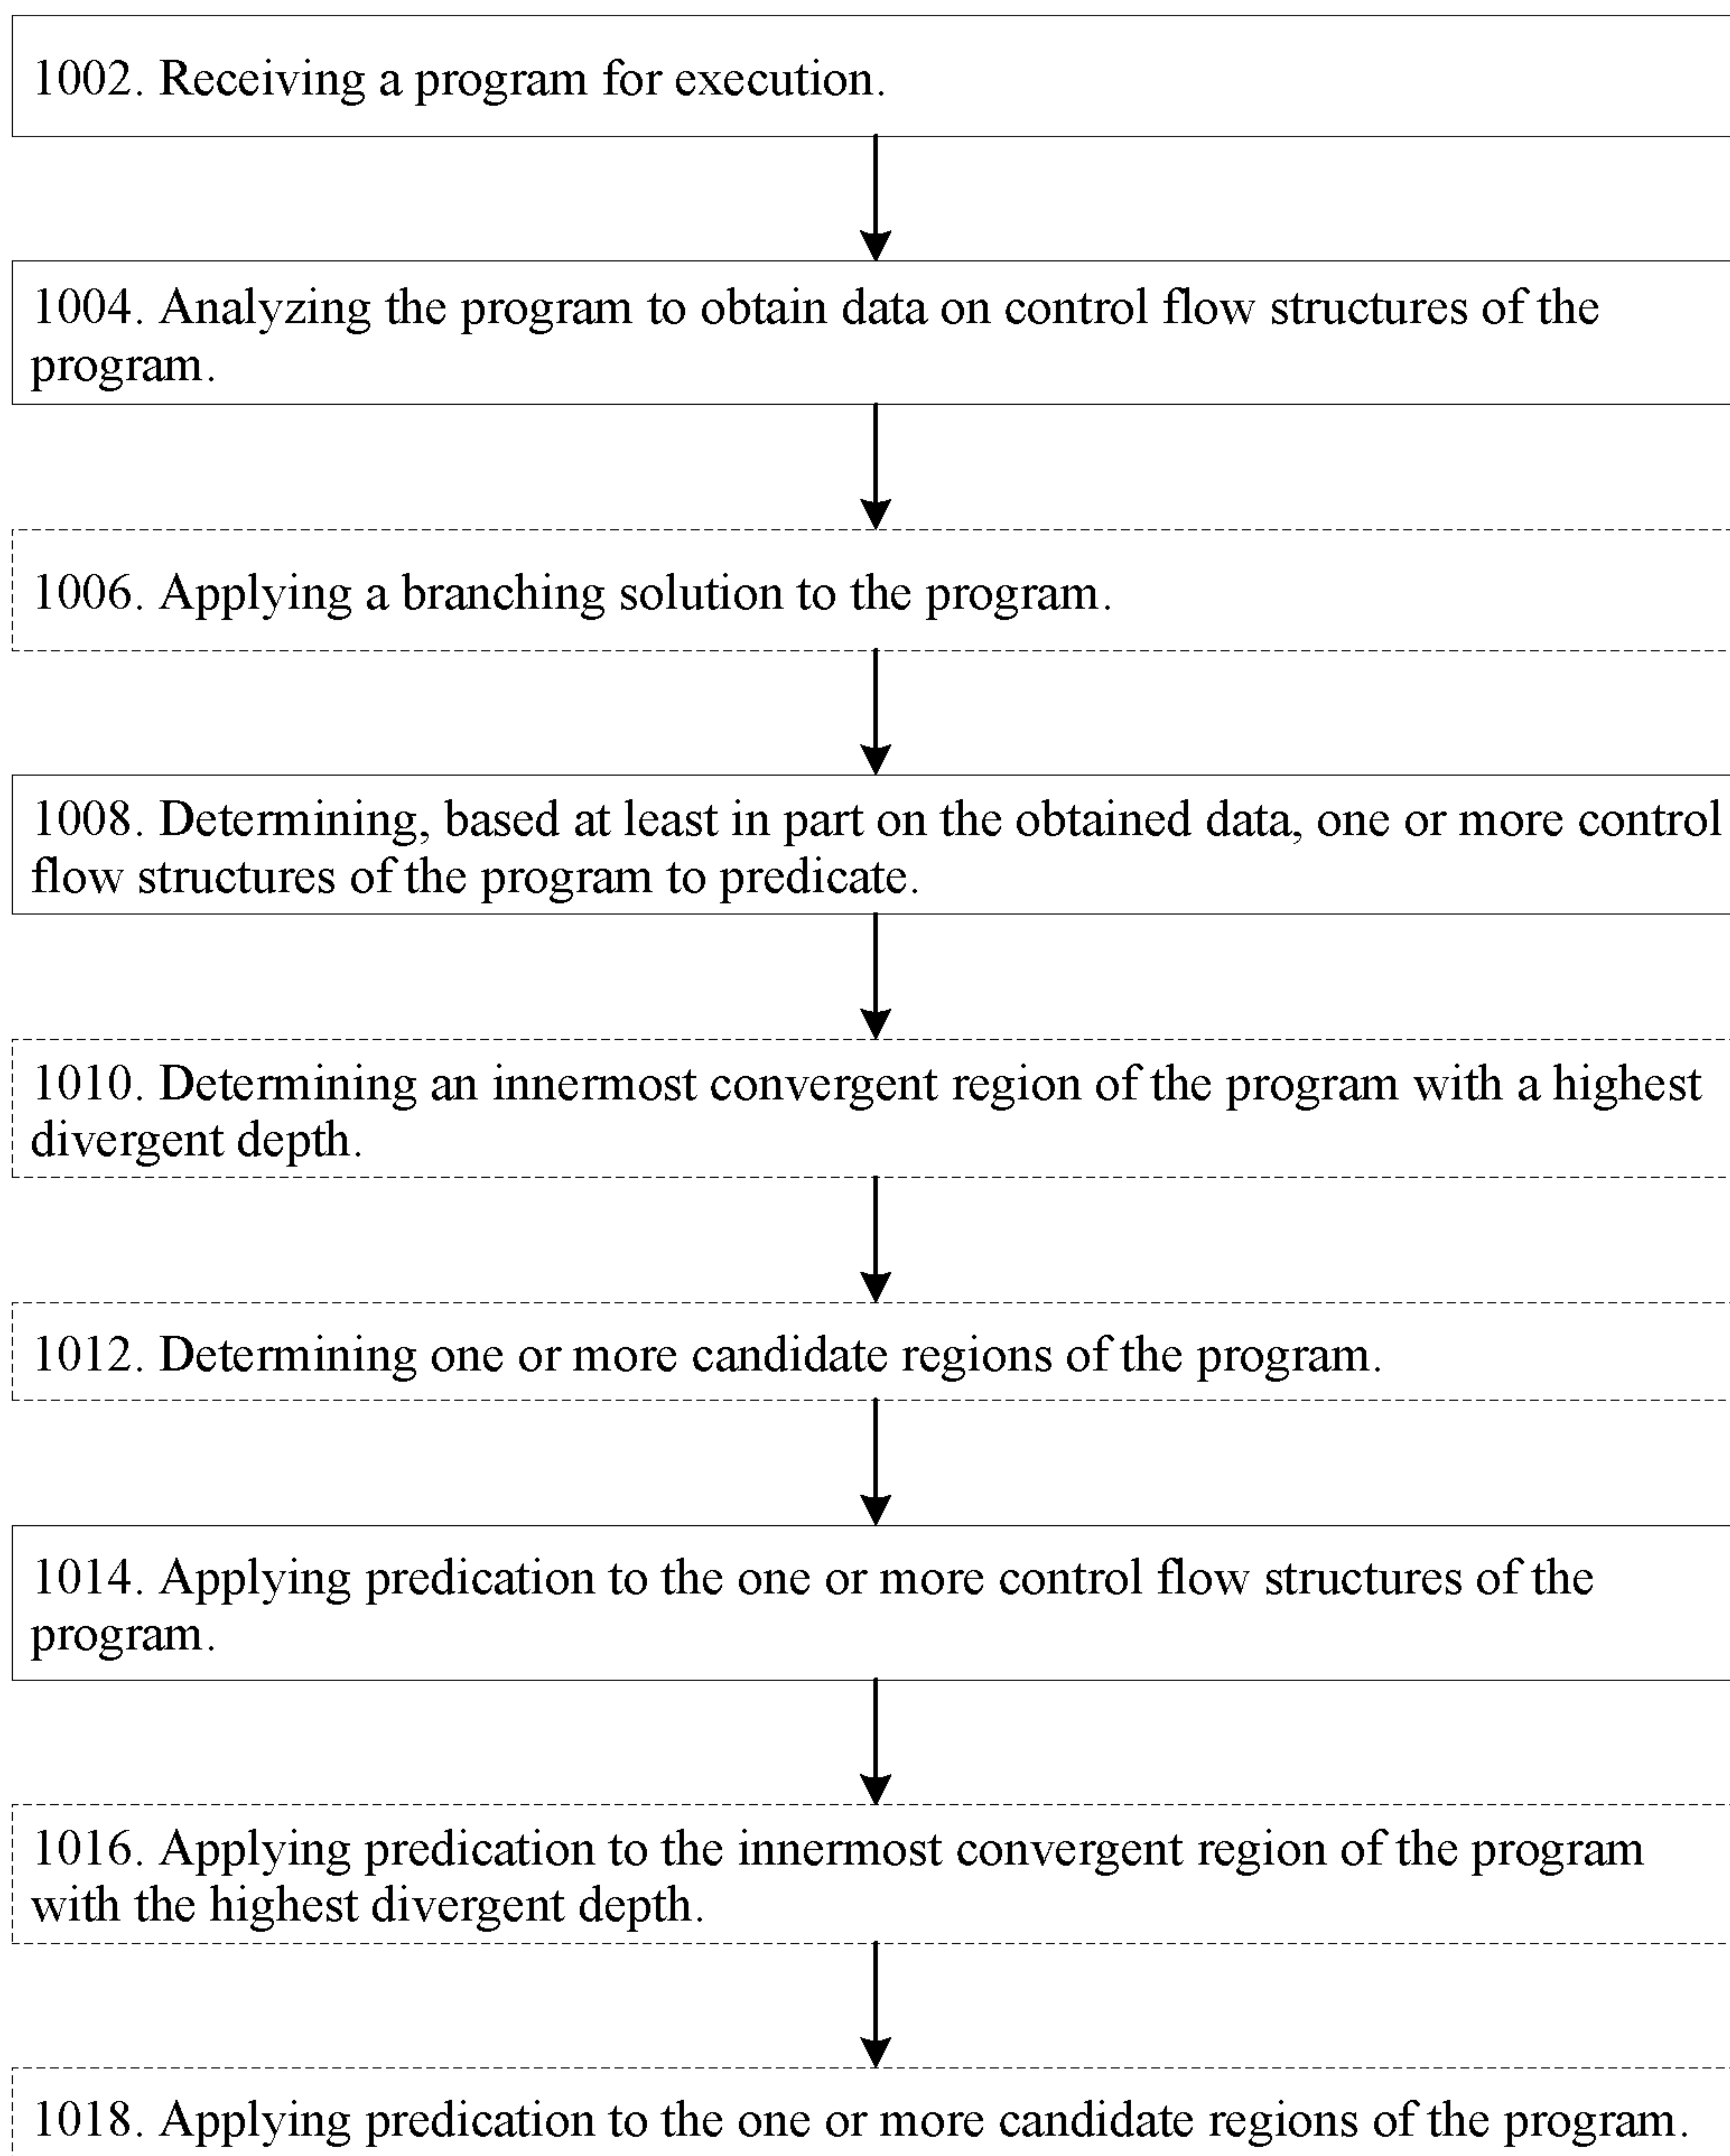 1002. Receiving a program for execution.
1004. Analyzing the program to obtain data on control flow structures of the
program.
1006. Applying a branching solution to the program.
1008. Determining, based at least in part on the obtained data, one or more control
flow structures of the program to predicate.
1010. Determining an innermost convergent region of the program with a highest
divergent depth.
1012. Determining one or more candidate regions of the program.
1014. Applying predication to the one or more control flow structures of the
program.
1016. Applying predication to the innermost convergent region of the program
with the highest divergent depth.
1018. Applying predication to the one or more candidate regions of the program.